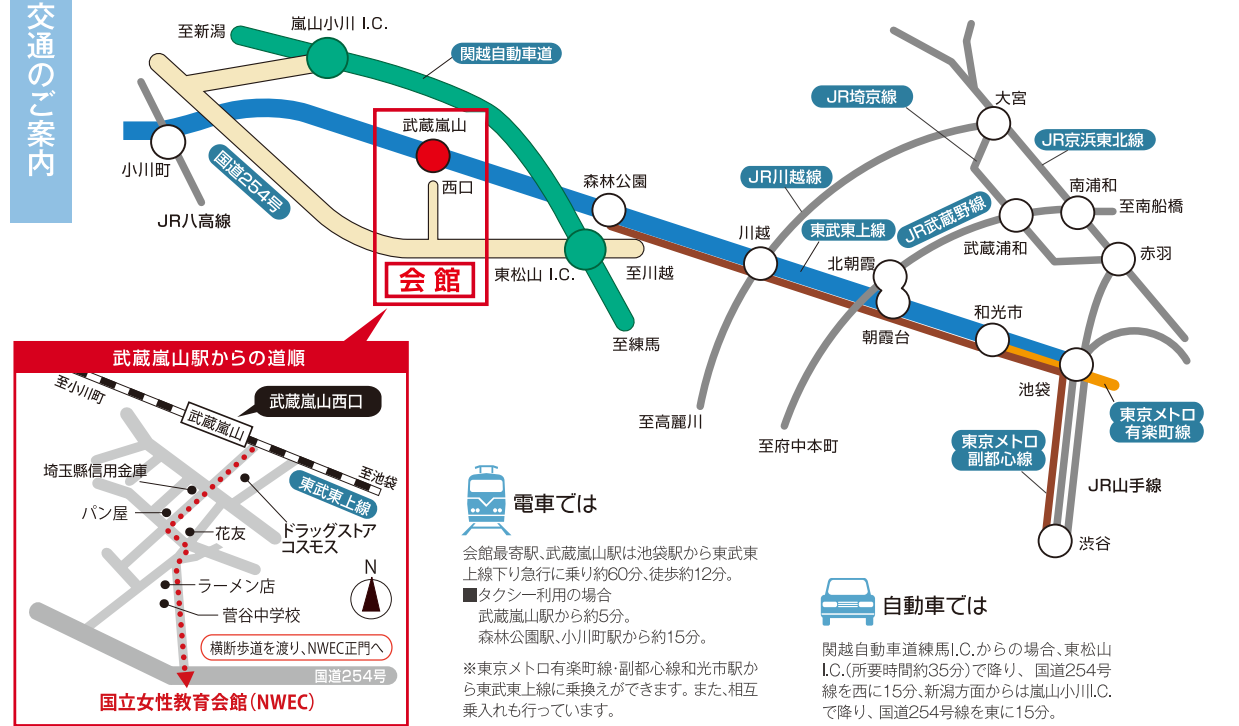 交通のご案内
至新潟
嵐山小川 I.C.
関越自動車道
小川町
JR八高線
国道254号
武蔵嵐山
西口
会館
森林公園
東松山 I.C.
至川越
至練馬
JR埼京線
大宮
JR京浜東北線
JR川越線
南浦和
至南船橋
川越
東武東上線
JR武蔵野線
武蔵浦和
赤羽
北朝霞
朝霞台
和光市
池袋
至高麗川
至府中本町
東京メトロ
有楽町線
東京メトロ
副都心線
JR山手線
渋谷
武蔵嵐山駅からの道順
至小川町
武蔵嵐山
武蔵嵐山西口
至池袋
東武東上線
埼玉縣信用金庫
パン屋
花友
ドラッグストア
コスモス
ラーメン店
菅谷中学校
N
横断歩道を渡り、NWEC正門へ
国道254号
国立女性教育会館(NWEC)
電車では
会館最寄駅、武蔵嵐山駅は池袋駅から東武東
上線下り急行に乗り約60分、徒歩約12分。
■タクシー利用の場合
武蔵嵐山駅から約5分。
森林公園駅、小川町駅から約15分。
※東京メトロ有楽町線・副都心線和光市駅か
ら東武東上線に乗換えができます。また、相互
乗入れも行っています。
自動車では
関越自動車道練馬I.C.からの場合、東松山
I.C.(所要時間約35分)で降り、国道254号
線を西に15分、新潟方面からは嵐山小川I.C.
で降り、国道254号線を東に15分。